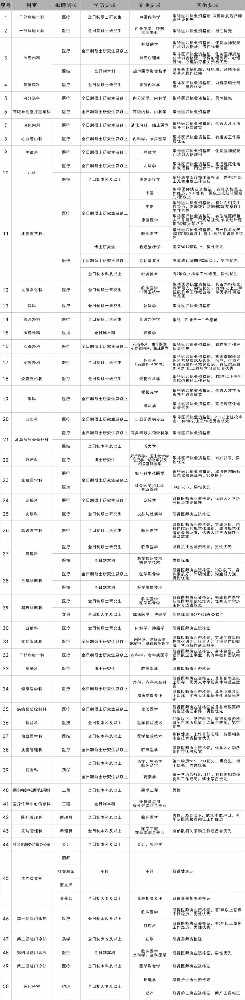 序号 科室 拟聘岗位 学历要求 专业要求 其他要求
1 干部病房二科 医疗 全日制硕士研究生 中医内科学 取得医师执业资格证.取得康复治疗师
资格证优先
2 干部病房五科 医疗 全日制硕士研究生 内分泌学、呼吸
相关专业 取得医师执业资格证，男性优先
3 神经内科 医疗 全日制硕士研究生及以上 神经病学 取得医师执业资格证、住院医师规范
化培训合格证，男性优先
神经心理学 取得医师执业资格证、住院医师规范
化培训合格证，取得心理测评、心理
咨询、心理治疗相关资格优先
医技 全日制本科 超声医学影像技术 具备基本脑电图、肌电图、经颅多普
勒基本操作技能
4 肾脏病科 医疗 全日制硕士研究生 肾脏内科学 取得医师执业资格证，内科学硕士研
究生，男性优先
5 内分泌科 医疗 全日制硕士研究生及以上 内分泌学、内科学 取得医师执业资格证，男性优先
6 呼吸与危重症医学科 医疗 全日制硕士研究生及以上 呼吸内科、内科学 取得医师执业资格证
7 消化内科 医疗 全日制硕士研究生及以上 消化内科、临床医学 取得医师执业资格证，优秀人才学历
条件可适当放宽
8 心血管内科 医疗 全日制硕士研究生及以上 内科学、临床医学 取得医师执业资格证，有相关工作经
历优先
9 肿瘤科 医疗 全日制硕士研究生及以上 肿瘤学 取得医师执业资格证、住院医师规范
化培训合格证书
10 儿科 医疗 全日制硕士研究生及以上 儿科学 取得医师执业资格证，完成规范化培
训或取得“四证合一”合格证
医技 全日制本科及以上 康复治疗学 取得康复治疗技术资格证，并有2年以
上儿童康复工作经历
11 康复医学科 医疗 全日制硕士研究生及以上 中医 取得医师执业资格证，有针灸相关工
作经历，SCI发表一篇以上或统计源期
刊2篇以上
中医 取得医师执业资格证，有针刀相关工
作经历，发表统计源期刊2篇文章以上，
男性优先
康复医学 取得医师执业资格证，有住院医师相
关工作经历，已完成规培.发表统计源
期刊2篇文章以上
临床医学 取得医师执业资格证，第一作者发表
SCI文章2篇以上.博士.有独立课题者优
先
医技 博士研究生 物理治疗学 发表SCI2篇以上，男性优先
全日制硕士研究生及以上 运动康复学 发表统计源期刊2篇以上，男性优先
全日制本科及以上 针灸推拿 有2年以上推拿工作经历，男性优先
12 血液净化科 医疗 全日制硕士研究生 临床医学
中西医结合 取得医师执业资格证，具备外科基础、
科研能力，男性优先。有2年以上三甲
医院临床工作经验者，学历条件可适
当放宽
13 骨科 医疗 全日制硕士研究生 骨科学 取得医师执业资格证
14 普通外科 医疗 全日制硕士研究生 普通外科学 取得“四证合一”合格证
15 神经外科 医技 全日制本科 影像学
16 心胸外科 医疗 全日制硕士研究生及以上 心胸外科、重症医学
心血管内科、临床医学 取得医师执业资格证，有临床工作经
历者优先
17 泌尿外科 医疗 全日制硕士研究生 外科学
（泌尿外科方向） 取得医师执业资格证，熟练掌握泌尿
外科常见疾病及诊断、治疗，可独立
处理泌尿外科常见疾病，有我院泌尿
外科2年以上轮转学习经历者优先
18 烧伤整形科 医疗 全日制硕士研究生 烧伤外科学 取得医师执业资格证，有3年以上三甲
医院烧伤科工作经历
19 眼科 医疗 全日制硕士研究生及以上 眼视光学 取得医师执业资格证，优秀人才学历
条件可适当放宽
眼科学 取得医师执业资格证，完成规范化培
训者优先
20 口腔科 医疗 全日制硕士研究生及以上 口腔牙周病专业 取得医师执业资格证，211以上院校毕
业，有2年以上工作经历者优先
21 耳鼻咽喉头颈外科 医疗 全日制硕士研究生及以上 耳鼻咽喉头颈外科学 取得医师执业资格证
医技 全日制本科及以上 听力学
22 妇产科 医疗 博士研究生 妇产科学、卫生统计学
免疫学、动物学以及
相关基础医学 取得医师执业资格证，35岁以下，男
性优先
23 生殖医学科 医疗 全日制硕士研究生及以上 妇产科生殖医学 取得医师执业资格证，取得住院医师
规范化培训证书，30岁以下
医技 社会医学和卫生
事业管理 30岁以下，男性优先
24 麻醉科 医疗 全日制硕士研究生及以上 麻醉学 取得医师执业资格证，优秀人才学历
可适当放宽条件
25 皮肤科 医疗 全日制硕士研究生 皮肤与性病学 取得医师执业资格证
26 急诊医学科 医疗 全日制硕士研究生 临床医学 取得医师执业资格证，完成外科、内
科住院医师规范化培训，取得规范化
培训合格证书，优秀人才学历条件可
适当放宽
27 病理科 医疗 全日制硕士研究生 临床医学 取得执业医师资格证，男性优先
医技 全日制本科 医学检验技术
病理学技术 男性优先
28 放射诊断科 医疗 全日制硕士研究生及以上 医学影像学 取得医师执业资格证，30岁以下，身
体素质好，外貌端正，沟通能力强，
男性优先
医技 全日制本科 医学影像技术
29 超声诊断科 医疗 全日制硕士研究生 临床医学
医学影像学 取得医师执业资格证，完成超声医学
住院医师规范化培训，优秀人才学历
条件可适当放宽
文员 全日制大专及以上 临床医学、护理学 能熟练应用OFFICE办公软件
30 血液科 医疗 全日制硕士研究生 内科学、肿瘤学 取得医师执业资格证
31 重症医学科 医疗 全日制硕士研究生及以上 内科学、急诊医学
麻醉学、基础病生理学 取得医师执业资格证，完成住院医师
规范化培训，优秀人才可接受在职规
培、学历条件适当放宽
32 干部病房一科 医疗 全日制硕士研究生及以上 内科学、老年病医学 取得医师执业资格证，身体健康，热
爱军队卫生事业，具有奉献和团队精
神
33 感染科 医疗 博士研究生 临床医学 取得医师执业资格证
34 健康医学科 医疗 全日制硕士研究生及以上 外科、内科或全科 取得医师执业资格证，具备副高及以
上职称，优秀人才学历条件可适当放
宽
超声影像专业 取得医师执业资格证，具备中级及以
上职称，优秀人才学历条件可适当放
宽
35 疾病预防控制科 医疗 全日制硕士研究生及以上 预防医学 取得医师执业资格证或具备考取医师
执业资格证条件，男性优先
36 检验科 医技 全日制本科及以上 医学检验技术 30岁以下，吃苦耐劳，取得初级资格，
研究生学历年龄可以适当放宽，男性
优先
37 输血医学科 医技 全日制本科及以上 医学检验技术 身体健康，工作责任心强，取得相关
专业技术资格者优先
38 质量管理科 医疗 全日制硕士研究生及以上 临床医学 取得医师执业资格证，优秀人才学历
条件可适当放宽
39 药剂科 药学 全日制本科及以上 药学、中药学
临床药学 第一学历985、211优先，研究生、博
士优先，男性优先
全日制硕士研究生及以上 药剂学 第一学历为985、211．有制剂相关研
发和工作经历，博士学历优先
40 医疗保障中心医学工程科 工程 全日制本科及以上 医学工程 男性
41 医疗保障中心信息科 工程 全日制本科 计算机应用
软件开发相关专业
42 医疗管理科 助理员 全日制本科及以上 临床医学 男性，35岁以下，武汉本地户口，有
军队医院管理岗位工作经历
43 采购管理科 助理员 全日制本科及以上 医学工程
药学等相关专业 有部队相关采购工作经历者优先
44 社会化服务监管办公室 会计 全日制本科及以上 会计、经济学
45 休养员食堂 厨师 不限 不限 取得健康证
红案厨师
面点师
营养师 全日制大专及以上 营养相关专业 取得营养相关资格证
46 第一派驻门诊部 医疗 全日制本科及以上 临床医学 取得医师执业资格证，有3年以上临床
工作经历，男性优先
口腔科 取得医师执业资格证，有2年以上临床
工作经历，男性优先
47 第三派驻门诊部 药学 全日制大专及以上 药学 取得药师资格证
48 第四派驻门诊部 医疗 全日制本科 临床医学
外科学、全科医学 取得医师执业资格证，男性优先
49 第五派驻门诊部 医疗 全日制本科及以上 医学影像学 取得医师执业资格证
50 医疗科室 护理 全日制大专及以上 护理学 取得护士执业资格证
助产 取得护士执业资格证、助产士资格证